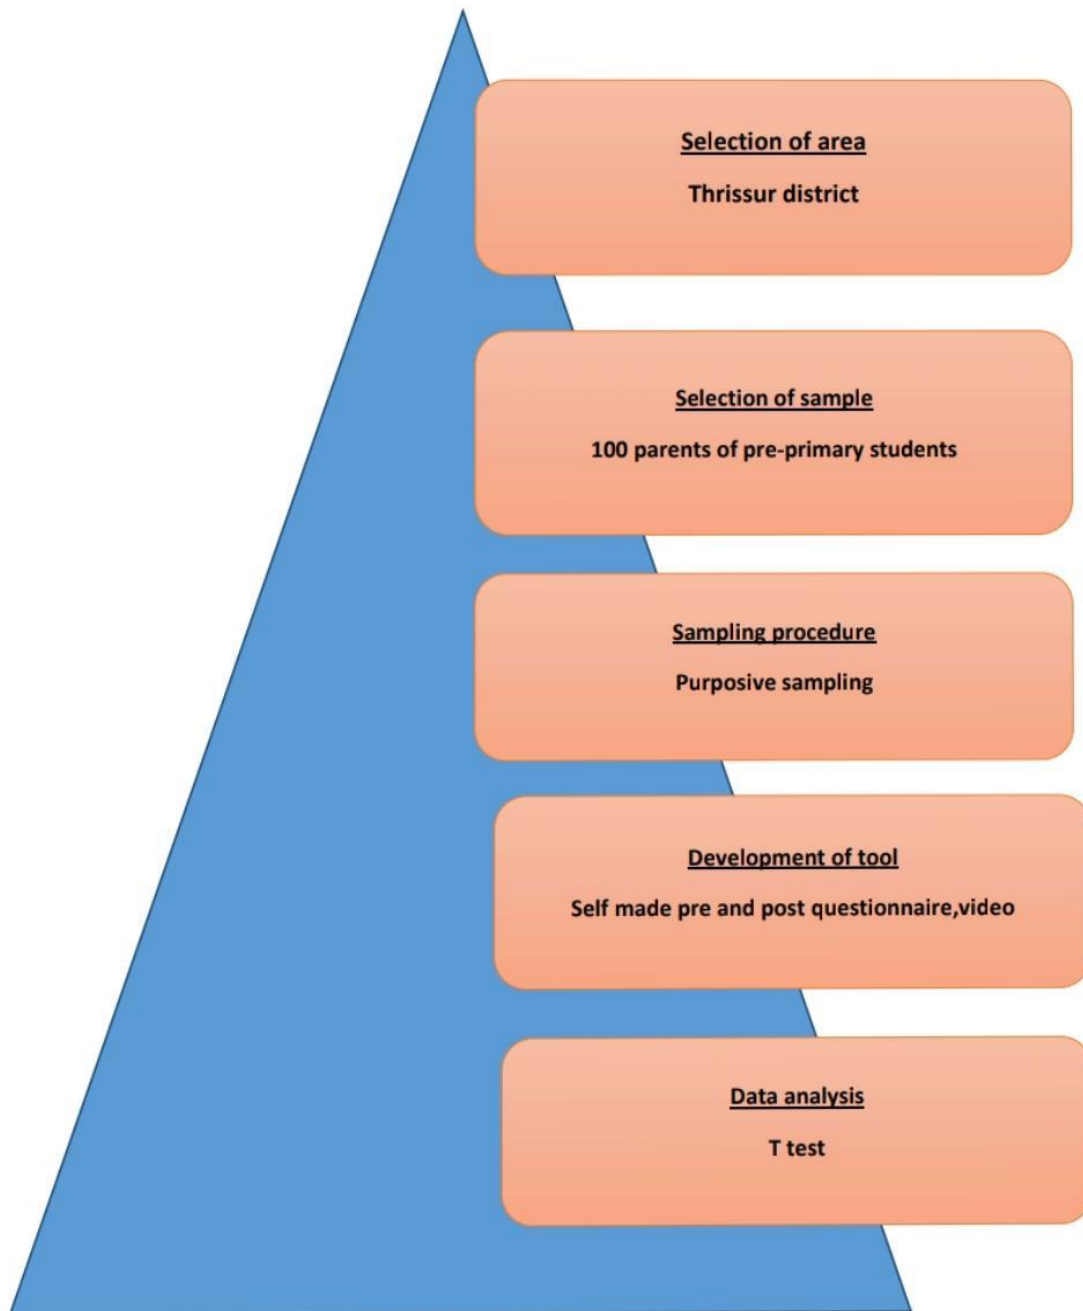 Selection of area
Thrissur district
Selection of sample
100 parents of pre-primary students
Sampling procedure
Purposive sampling
Development of tool
Self made pre and post questionnaire,video
Data analysis
T test